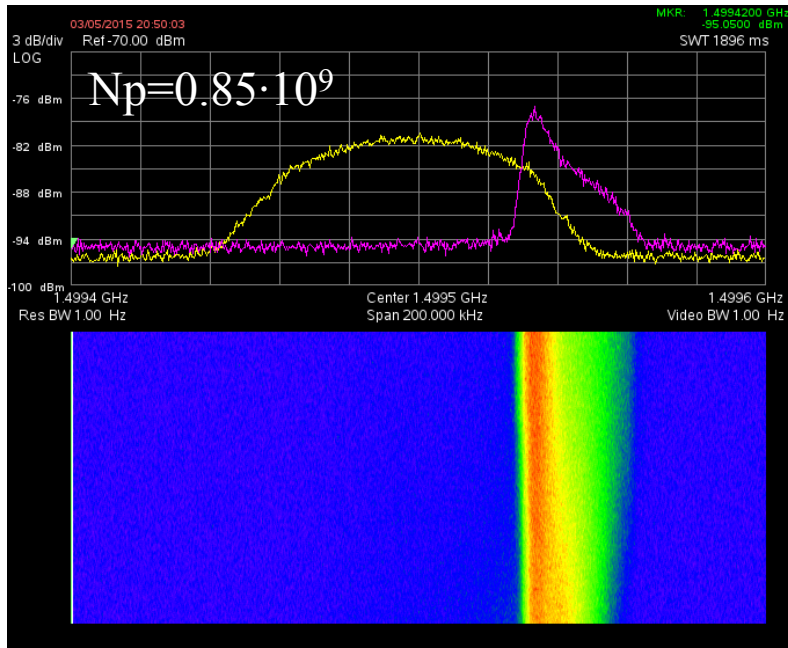 MKR: 1.4994200 GHz
03/05/2015 20:50:03
-95.0500 dBm
3 dB/div Ref -70.00 dBm
SWT 1896 ms
LOG
Np=0.85·10⁹
-76 dBm
-82 dBm
-88 dBm
-94 dBm
-100 dBm
1.4994 GHz Center 1.4995 GHz 1.4996 GHz
Res BW 1.00 Hz Span 200.000 kHz Video BW 1.00 Hz